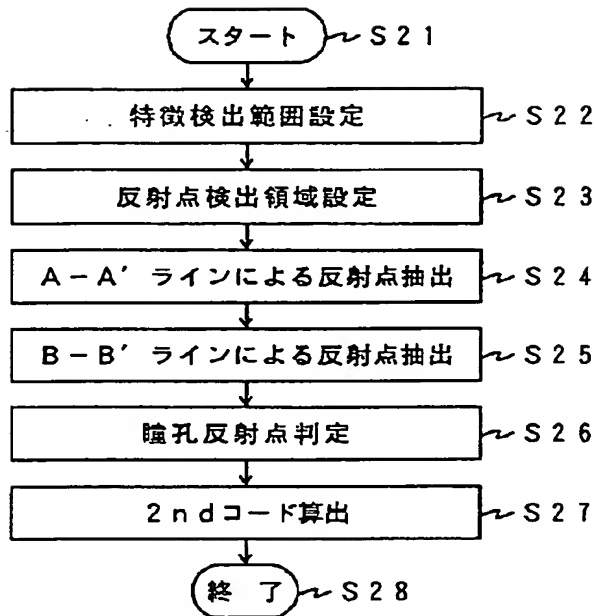 スタート S21
特徴検出範囲設定 S22
反射点検出領域設定 S23
A-A′ラインによる反射点抽出 S24
B-B′ラインによる反射点抽出 S25
瞳孔反射点判定 S26
2ndコード算出 S27
終了 S28